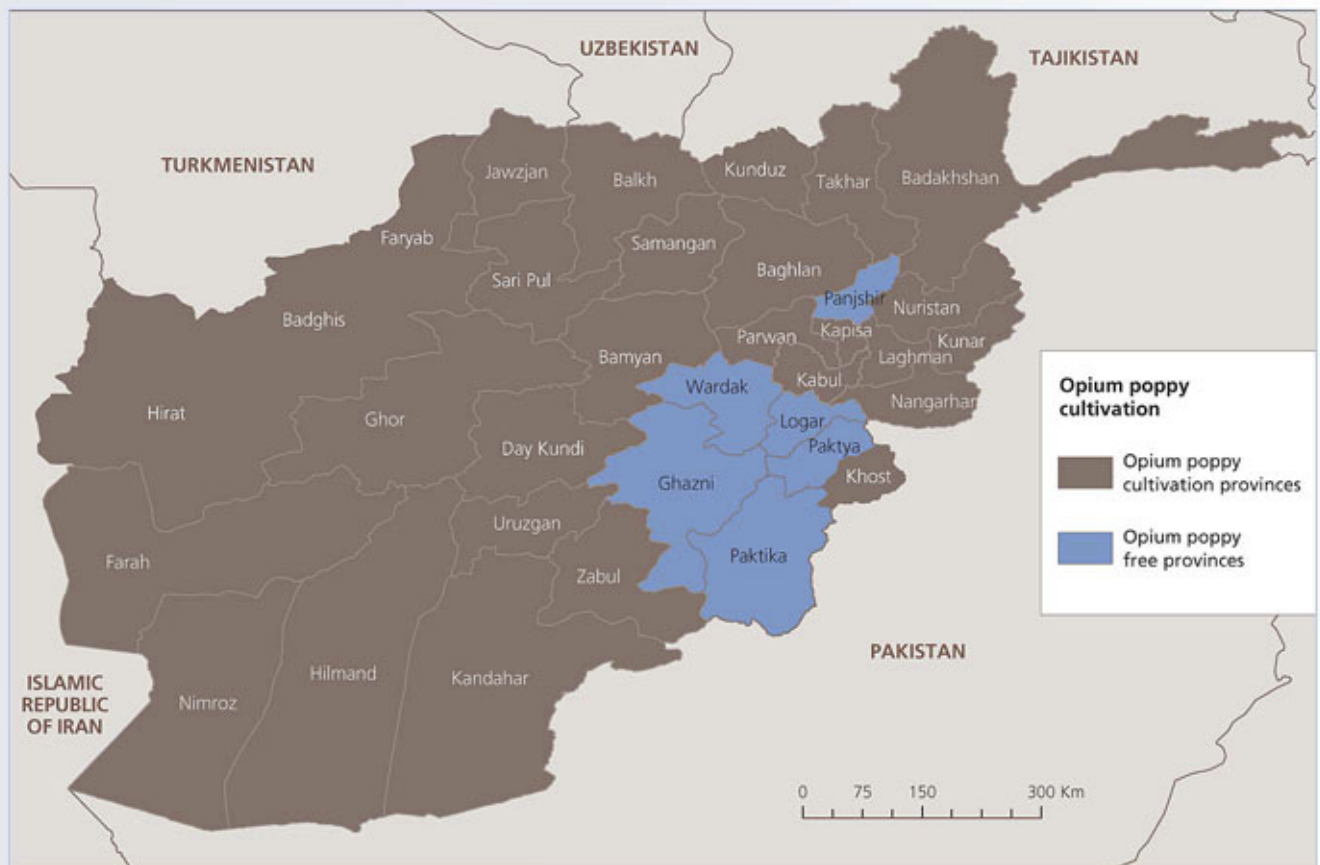 UZBEKISTAN
TAJIKISTAN
TURKMENISTAN
Jawzjan
Balkh
Kunduz
Takhar
Badakhshan
Faryab
Samangan
Sari Pul
Baghlan
Badghis
Panjshir
Nuristan
Parwan
Kapisa
Kunar
Bamyan
Laghman
Wardak
Kabul
Nangarhar
Hirat
Ghor
Logar
Day Kundi
Paktya
Ghazni
Khost
Uruzgan
Farah
Zabul
Paktika
Hilmand
Kandahar
Nimroz
PAKISTAN
ISLAMIC
REPUBLIC
OF IRAN
Opium poppy
cultivation
Opium poppy
cultivation provinces
Opium poppy
free provinces
0 75 150 300 Km